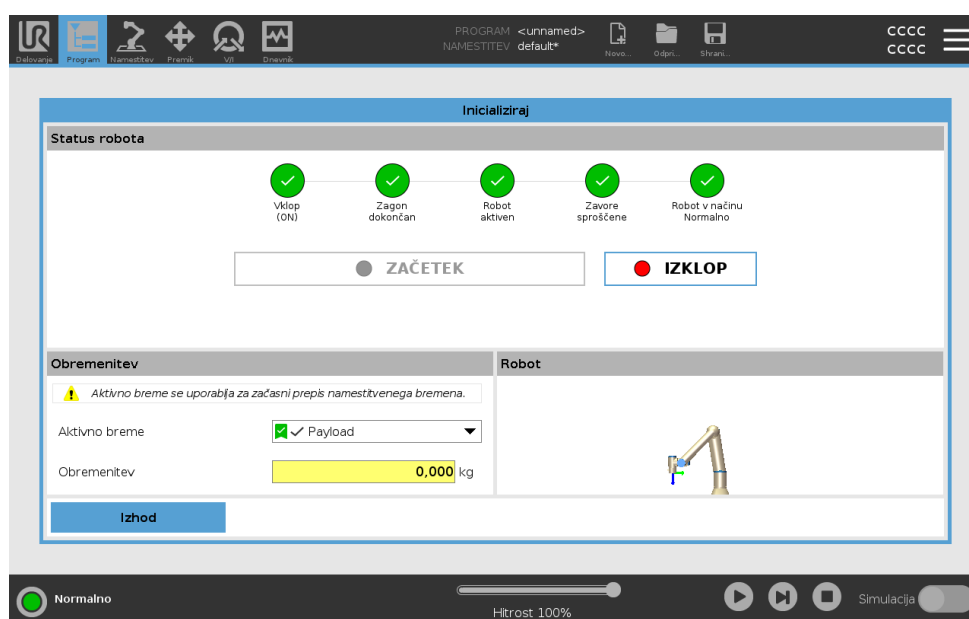 PROGRAM <unnamed>
NAMESTITEV default*
CCCC
CCCC
Delovanje Program Namestitev Premik V/I Dnevnik Novo... Odpri... Shrani...
Inicializiraj
Status robota
Vklop (ON)
Zagon dokončan
Robot aktiven
Zavore sproščene
Robot v načinu Normalno
ZAČETEK
IZKLOP
Obremenitev
Robot
Aktivno breme se uporablja za začasni prepis namestitvenega bremena.
Aktivno breme
Payload
Obremenitev
0,000 kg
Izhod
Normalno
Hitrost 100%
Simulacija